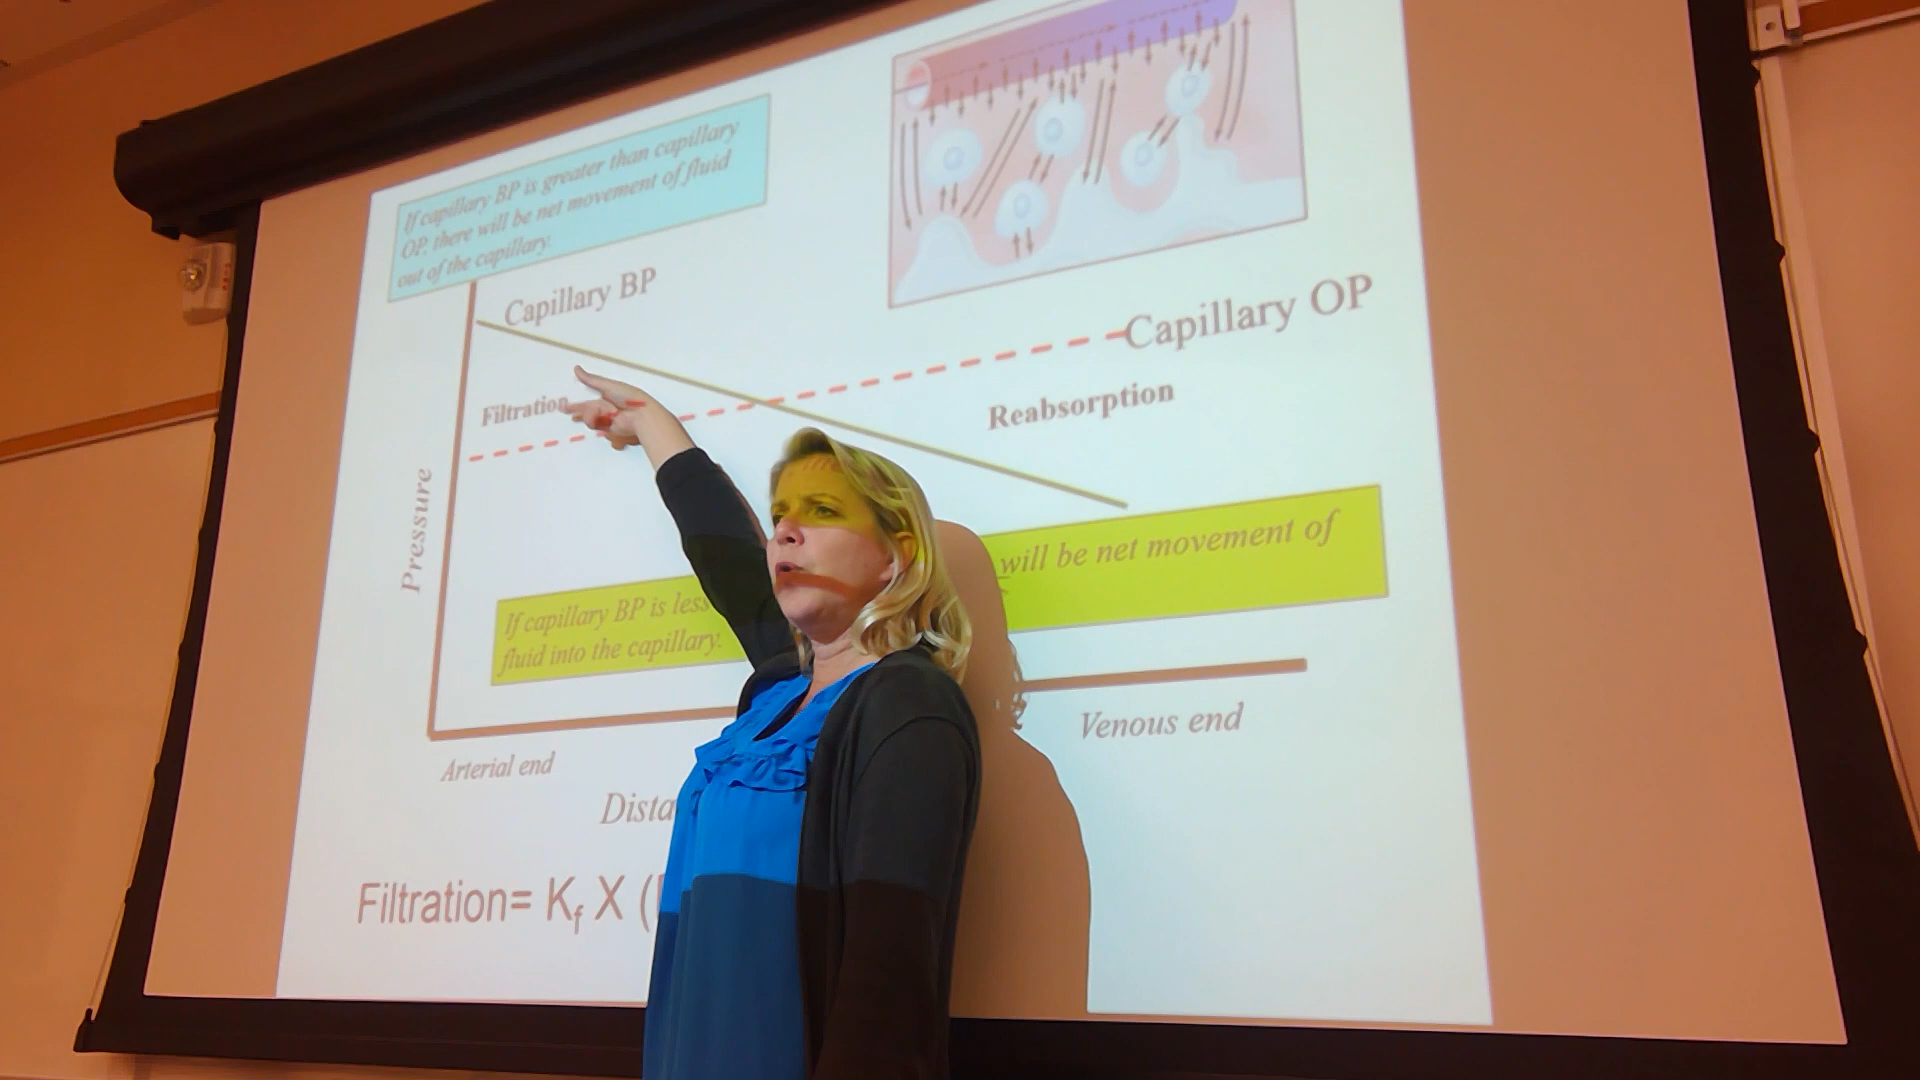 If capillary BP is greater than capillary
OP, there will be net movement of fluid
out of the capillary.
Capillary BP
Capillary OP
Filtration
Reabsorption
Pressure
If capillary BP is less will be net movement of
fluid into the capillary.
Arterial end
Venous end
Filtration= Kf X (